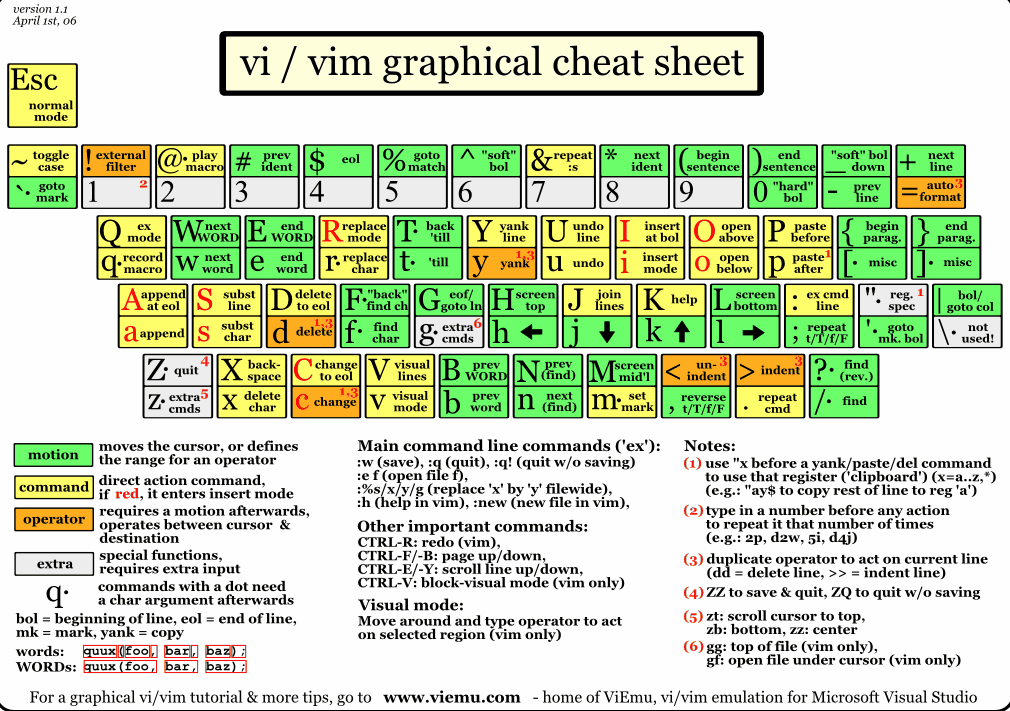 version 1.1
April 1st, 06
vi / vim graphical cheat sheet
Esc
normal
mode
~ toggle case
! external filter
@· play macro
# prev ident
$ eol
% goto match
^ "soft" bol
& repeat :s
* next ident
( begin sentence
) end sentence
_ "soft" bol down
+ next line
`· goto mark
1 2
2
3
4
5
6
7
8
9
0 "hard" bol
- prev line
= auto format 3
Q ex mode
W next WORD
E end WORD
R replace mode
T· back 'till
Y yank line
U undo line
I insert at bol
O open above
P paste before
{ begin parag.
} end parag.
q· record macro
w next word
e end word
r· replace char
t· 'till
y yank 1,3
u undo
i insert mode
o open below
p paste after 1
[· misc
]· misc
A append at eol
S subst line
D delete to eol
F· "back" find ch
G eof/ goto ln
H screen top
J join lines
K help
L screen bottom
: ex cmd line
"· reg. spec 1
| bol/ goto col
a append
s subst char
d delete 1,3
f· find char
g· extra cmds 6
h ←
j ↓
k ↑
l →
; repeat t/T/f/F
'· goto mk. bol
\· not used!
Z· quit 4
X back-space
C change to eol
V visual lines
B prev WORD
N prev (find)
M screen mid'l
< un-indent 3
> indent 3
?· find (rev.)
z· extra cmds 5
x delete char
c change 1,3
v visual mode
b prev word
n next (find)
m· set mark
, reverse t/T/f/F
. repeat cmd
/· find
motion moves the cursor, or defines
the range for an operator
command direct action command,
if red, it enters insert mode
operator requires a motion afterwards,
operates between cursor &
destination
extra special functions,
requires extra input
q· commands with a dot need
a char argument afterwards
bol = beginning of line, eol = end of line,
mk = mark, yank = copy
words: quux(foo, bar, baz);
WORDs: quux(foo, bar, baz);
Main command line commands ('ex'):
:w (save), :q (quit), :q! (quit w/o saving)
:e f (open file f),
:%s/x/y/g (replace 'x' by 'y' filewide),
:h (help in vim), :new (new file in vim),
Other important commands:
CTRL-R: redo (vim),
CTRL-F/-B: page up/down,
CTRL-E/-Y: scroll line up/down,
CTRL-V: block-visual mode (vim only)
Visual mode:
Move around and type operator to act
on selected region (vim only)
Notes:
(1) use "x before a yank/paste/del command
to use that register ('clipboard') (x=a..z,*)
(e.g.: "ay$ to copy rest of line to reg 'a')
(2) type in a number before any action
to repeat it that number of times
(e.g.: 2p, d2w, 5i, d4j)
(3) duplicate operator to act on current line
(dd = delete line, >> = indent line)
(4) ZZ to save & quit, ZQ to quit w/o saving
(5) zt: scroll cursor to top,
zb: bottom, zz: center
(6) gg: top of file (vim only),
gf: open file under cursor (vim only)
For a graphical vi/vim tutorial & more tips, go to www.viemu.com - home of ViEmu, vi/vim emulation for Microsoft Visual Studio